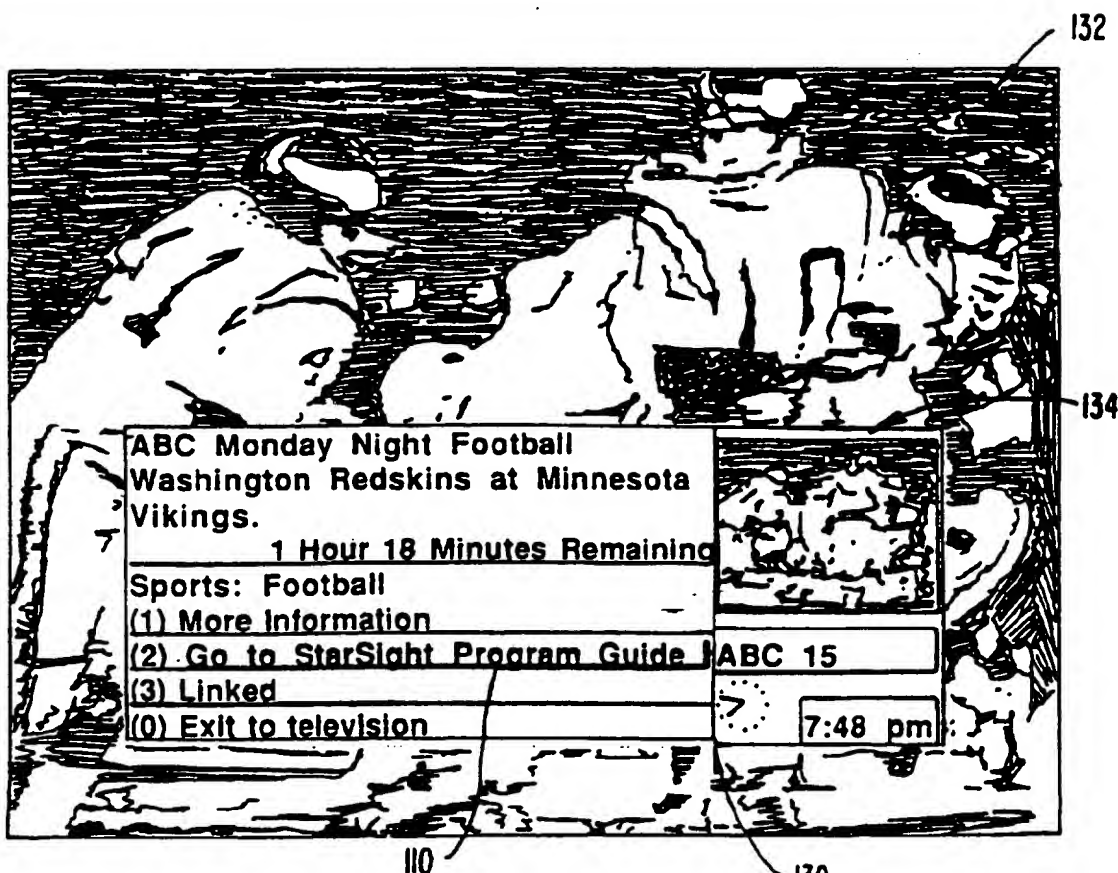 132
134
ABC Monday Night Football
Washington Redskins at Minnesota
Vikings.
1 Hour 18 Minutes Remaining
Sports: Football
(1) More Information
(2) Go to StarSight Program Guide
ABC 15
(3) Linked
(0) Exit to television
7:48 pm
110